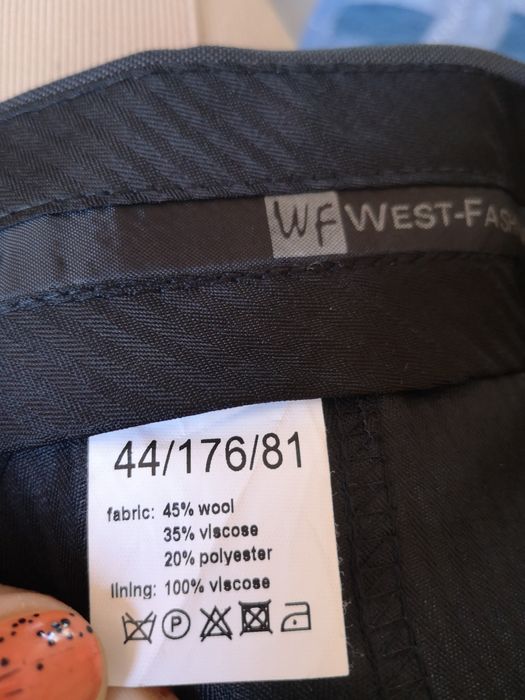 WF WEST-FASH
44/176/81
fabric: 45% wool
35% viscose
20% polyester
lining: 100% viscose
P